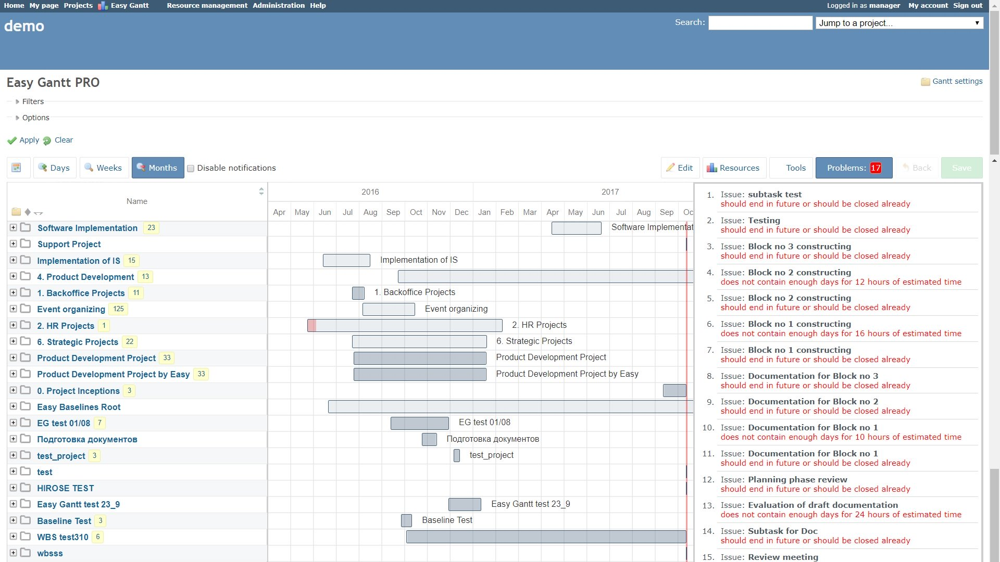 Home My page Projects Easy Gantt Resource management Administration Help Logged in as manager My account Sign out
demo
Search: Jump to a project...
Easy Gantt PRO
Gantt settings
Filters
Options
Apply Clear
Days Weeks Months Disable notifications Edit Resources Tools Problems: 17 Back Save
Name
2016 2017
Apr May Jun Jul Aug Sep Oct Nov Dec Jan Feb Mar Apr May Jun Jul Aug Sep Oc
Software Implementation 23 Software Implementat
Support Project
Implementation of IS 15 Implementation of IS
4. Product Development 13
1. Backoffice Projects 11 1. Backoffice Projects
Event organizing 125 Event organizing
2. HR Projects 1 2. HR Projects
6. Strategic Projects 22 6. Strategic Projects
Product Development Project 33 Product Development Project
Product Development Project by Easy 33 Product Development Project by Easy
0. Project Inceptions 3
Easy Baselines Root
EG test 01/08 7 EG test 01/08
Подготовка документов Подготовка документов
test_project 3 test_project
test
HIROSE TEST
Easy Gantt test 23_9 Easy Gantt test 23_9
Baseline Test 3 Baseline Test
WBS test310 6
wbsss
1. Issue: subtask test
should end in future or should be closed already
2. Issue: Testing
should end in future or should be closed already
3. Issue: Block no 3 constructing
should end in future or should be closed already
4. Issue: Block no 2 constructing
does not contain enough days for 12 hours of estimated time
5. Issue: Block no 2 constructing
should end in future or should be closed already
6. Issue: Block no 1 constructing
does not contain enough days for 16 hours of estimated time
7. Issue: Block no 1 constructing
should end in future or should be closed already
8. Issue: Documentation for Block no 3
should end in future or should be closed already
9. Issue: Documentation for Block no 2
should end in future or should be closed already
10. Issue: Documentation for Block no 1
does not contain enough days for 10 hours of estimated time
11. Issue: Documentation for Block no 1
should end in future or should be closed already
12. Issue: Planning phase review
should end in future or should be closed already
13. Issue: Evaluation of draft documentation
does not contain enough days for 24 hours of estimated time
14. Issue: Subtask for Doc
should end in future or should be closed already
15. Issue: Review meeting